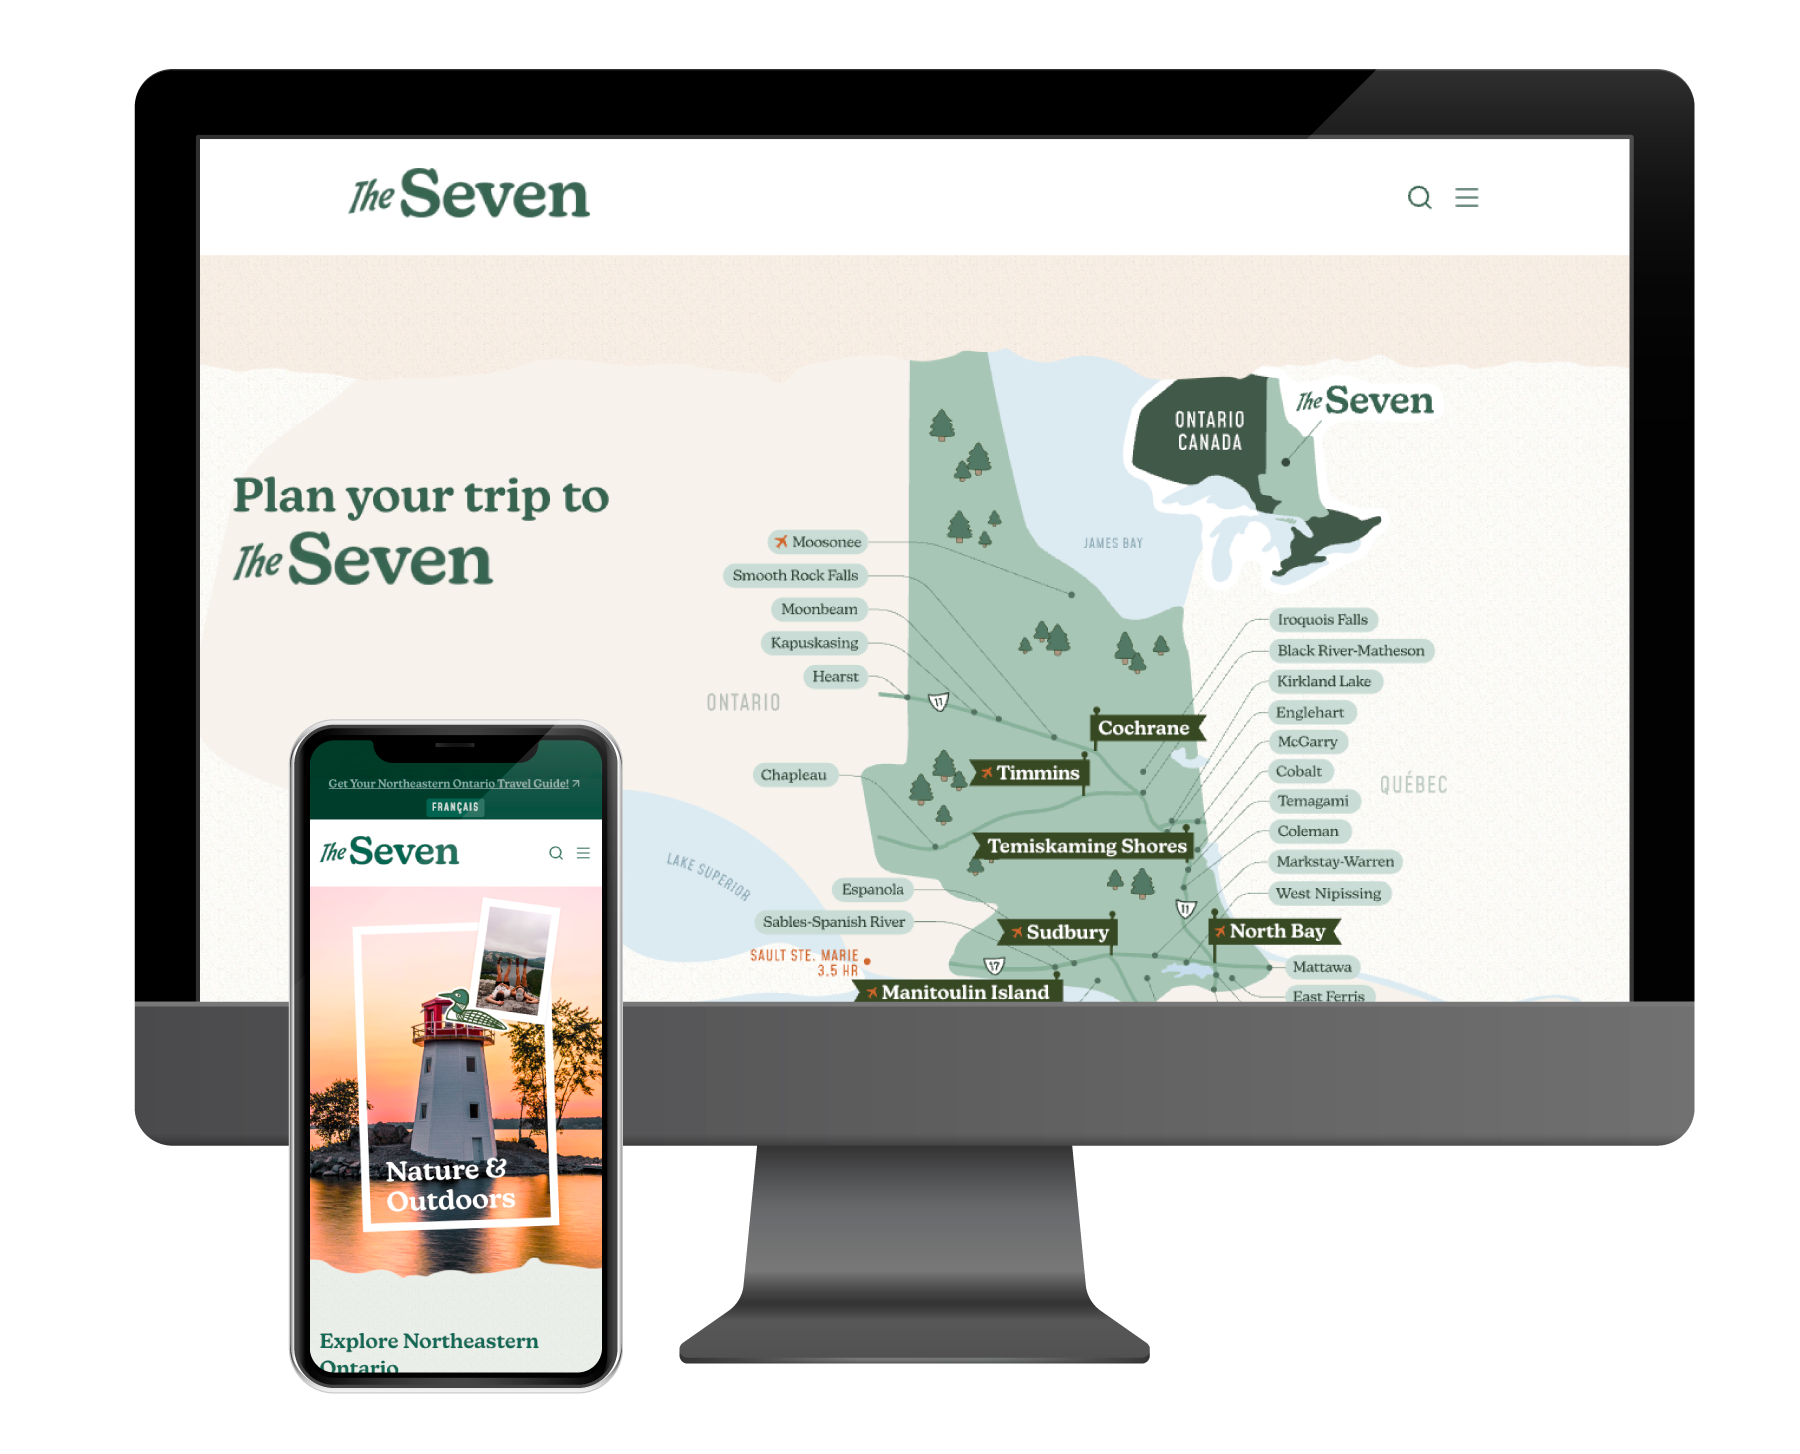 The Seven
Plan your trip to
The Seven
ONTARIO
CANADA
The Seven
JAMES BAY
Moosonee
Smooth Rock Falls
Moonbeam
Kapuskasing
Hearst
ONTARIO
11
Chapleau
Cochrane
Timmins
Temiskaming Shores
Iroquois Falls
Black River-Matheson
Kirkland Lake
Englehart
McGarry
Cobalt
QUÉBEC
Temagami
Coleman
Markstay-Warren
West Nipissing
LAKE SUPERIOR
Espanola
Sables-Spanish River
11
Sudbury
North Bay
SAULT STE. MARIE
3.5 HR
17
Manitoulin Island
Mattawa
East Ferris
Get Your Northeastern Ontario Travel Guide!
FRANÇAIS
The Seven
Nature &
Outdoors
Explore Northeastern
Ontario